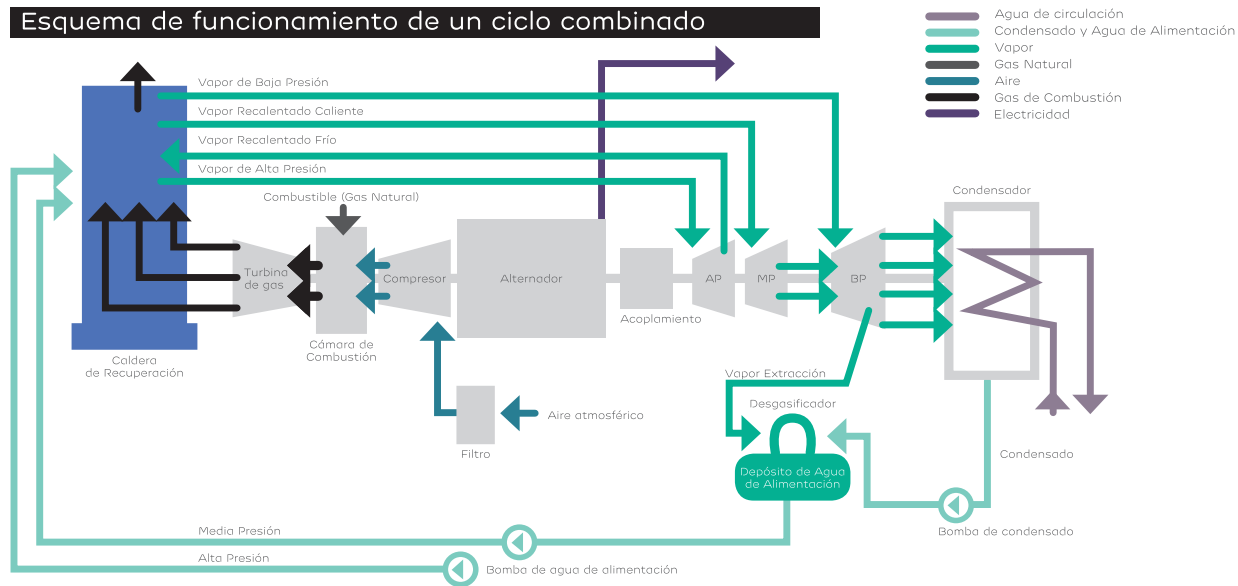 Esquema de funcionamiento de un ciclo combinado
Agua de circulación
Condensado y Agua de Alimentación
Vapor
Gas Natural
Aire
Gas de Combustión
Electricidad
Vapor de Baja Presión
Vapor Recalentado Caliente
Vapor Recalentado Frío
Vapor de Alta Presión
Combustible (Gas Natural)
Condensador
Turbina
de gas
Compresor
Alternador
AP
MP
BP
Acoplamiento
Cámara de
Combustión
Caldera
de Recuperación
Vapor Extracción
Desgasificador
Aire atmosférico
Filtro
Condensado
Depósito de Agua
de Alimentación
Bomba de condensado
Media Presión
Alta Presión
Bomba de agua de alimentación